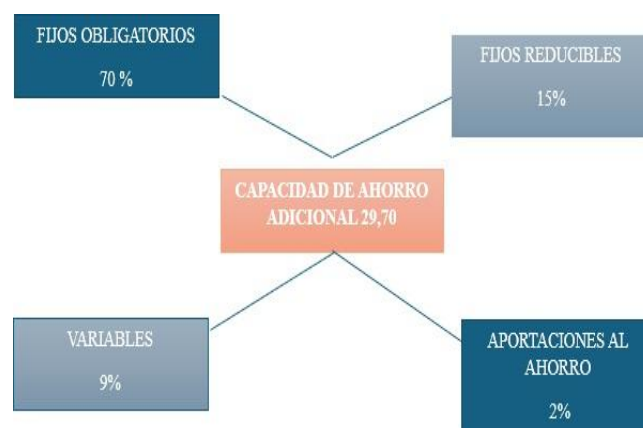 FIJOS OBLIGATORIOS
70 %
FIJOS REDUCIBLES
15%
CAPACIDAD DE AHORRO
ADICIONAL 29,70
VARIABLES
9%
APORTACIONES AL
AHORRO
2%